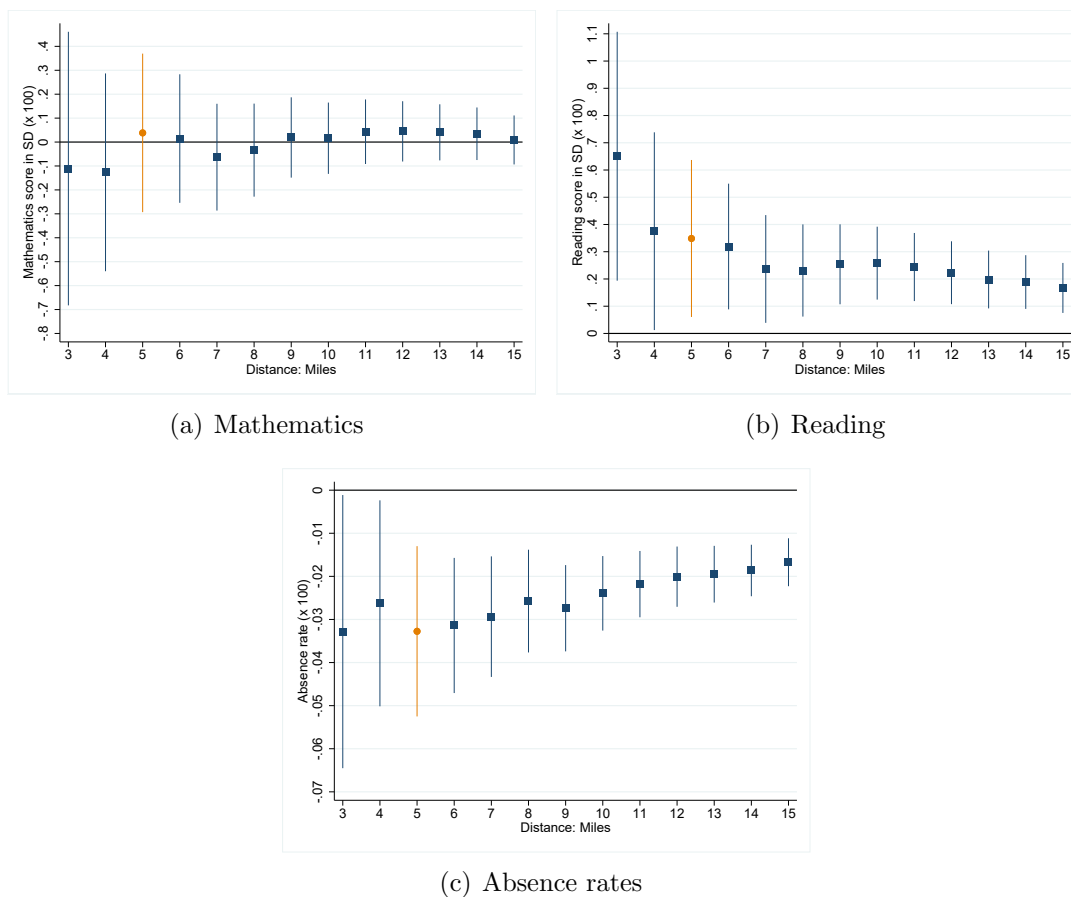 Mathematics score in SD (x 100)
.4
.3
.2
.1
0
-.1
-.2
-.3
-.4
-.5
-.6
-.7
-.8
3 4 5 6 7 8 9 10 11 12 13 14 15
Distance: Miles
(a) Mathematics
Reading score in SD (x 100)
1.1
1
.9
.8
.7
.6
.5
.4
.3
.2
.1
0
3 4 5 6 7 8 9 10 11 12 13 14 15
Distance: Miles
(b) Reading
Absence rate (x 100)
0
-.01
-.02
-.03
-.04
-.05
-.06
-.07
3 4 5 6 7 8 9 10 11 12 13 14 15
Distance: Miles
(c) Absence rates